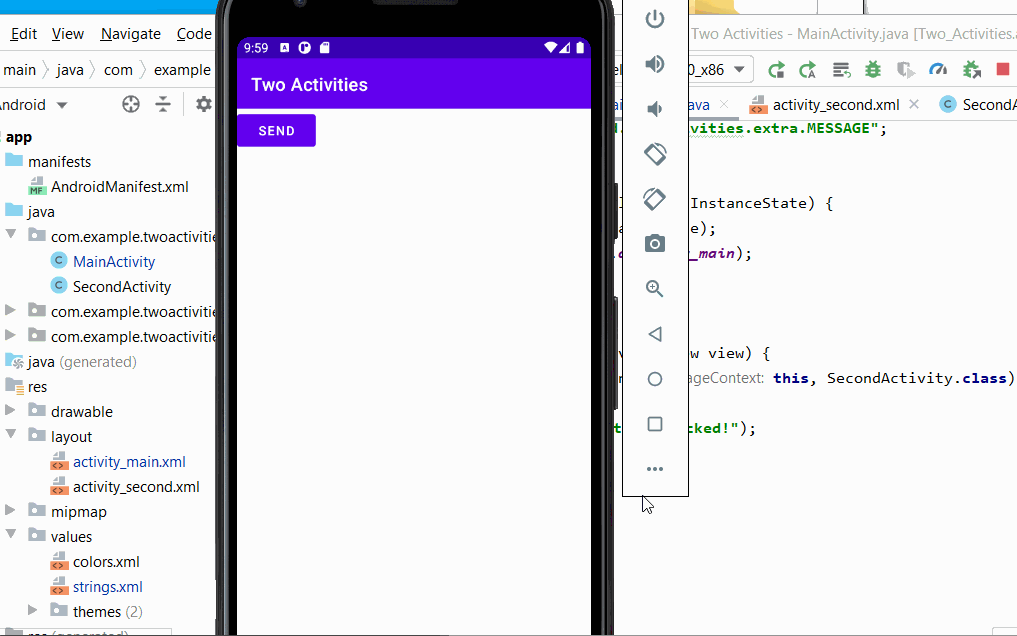 Edit View Navigate Code
Two Activities - MainActivity.java [Two_Activities.a
main java com example
0_x86
Android
java
activity_second.xml
SecondA
9:59
Two Activities
SEND
app
manifests
AndroidManifest.xml
java
com.example.twoactivitie
MainActivity
SecondActivity
com.example.twoactivitie
com.example.twoactivitie
java (generated)
res
drawable
layout
activity_main.xml
activity_second.xml
mipmap
values
colors.xml
strings.xml
themes (2)
vities.extra.MESSAGE";
InstanceState) {
e);
_main);
w view) {
ageContext: this, SecondActivity.class)
cked!");